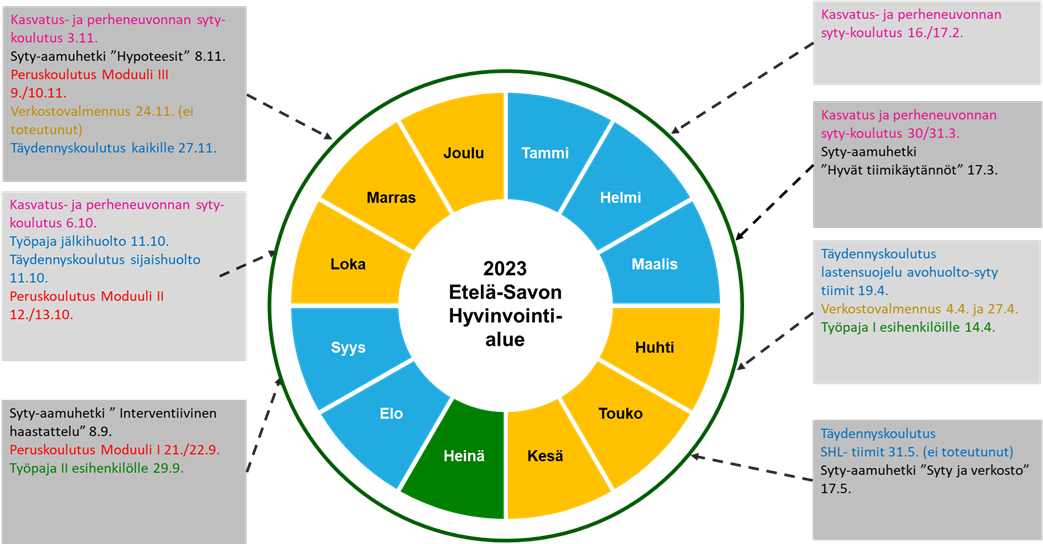 Kasvatus- ja perheneuvonnan syty-
koulutus 3.11.
Syty-aamuhetki ”Hypoteesit” 8.11.
Peruskoulutus Moduuli III
9./10.11.
Verkostovalmennus 24.11. (ei
toteutunut)
Täydennyskoulutus kaikille 27.11.
Kasvatus- ja perheneuvonnan syty-
koulutus 6.10.
Työpaja jälkihuolto 11.10.
Täydennyskoulutus sijaishuolto
11.10.
Peruskoulutus Moduuli II
12./13.10.
Syty-aamuhetki ” Interventiivinen
haastattelu” 8.9.
Peruskoulutus Moduuli I 21./22.9.
Työpaja II esihenkilölle 29.9.
Joulu
Tammi
Marras
Helmi
Loka
Maalis
2023
Etelä-Savon
Hyvinvointi-
alue
Syys
Huhti
Elo
Touko
Heinä
Kesä
Kasvatus- ja perheneuvonnan
syty-koulutus 16./17.2.
Kasvatus ja perheneuvonnan
syty-koulutus 30/31.3.
Syty-aamuhetki
”Hyvät tiimikäytännöt” 17.3.
Täydennyskoulutus
lastensuojelu avohuolto-syty
tiimit 19.4.
Verkostovalmennus 4.4. ja 27.4.
Työpaja I esihenkilöille 14.4.
Täydennyskoulutus
SHL- tiimit 31.5. (ei toteutunut)
Syty-aamuhetki ”Syty ja verkosto”
17.5.